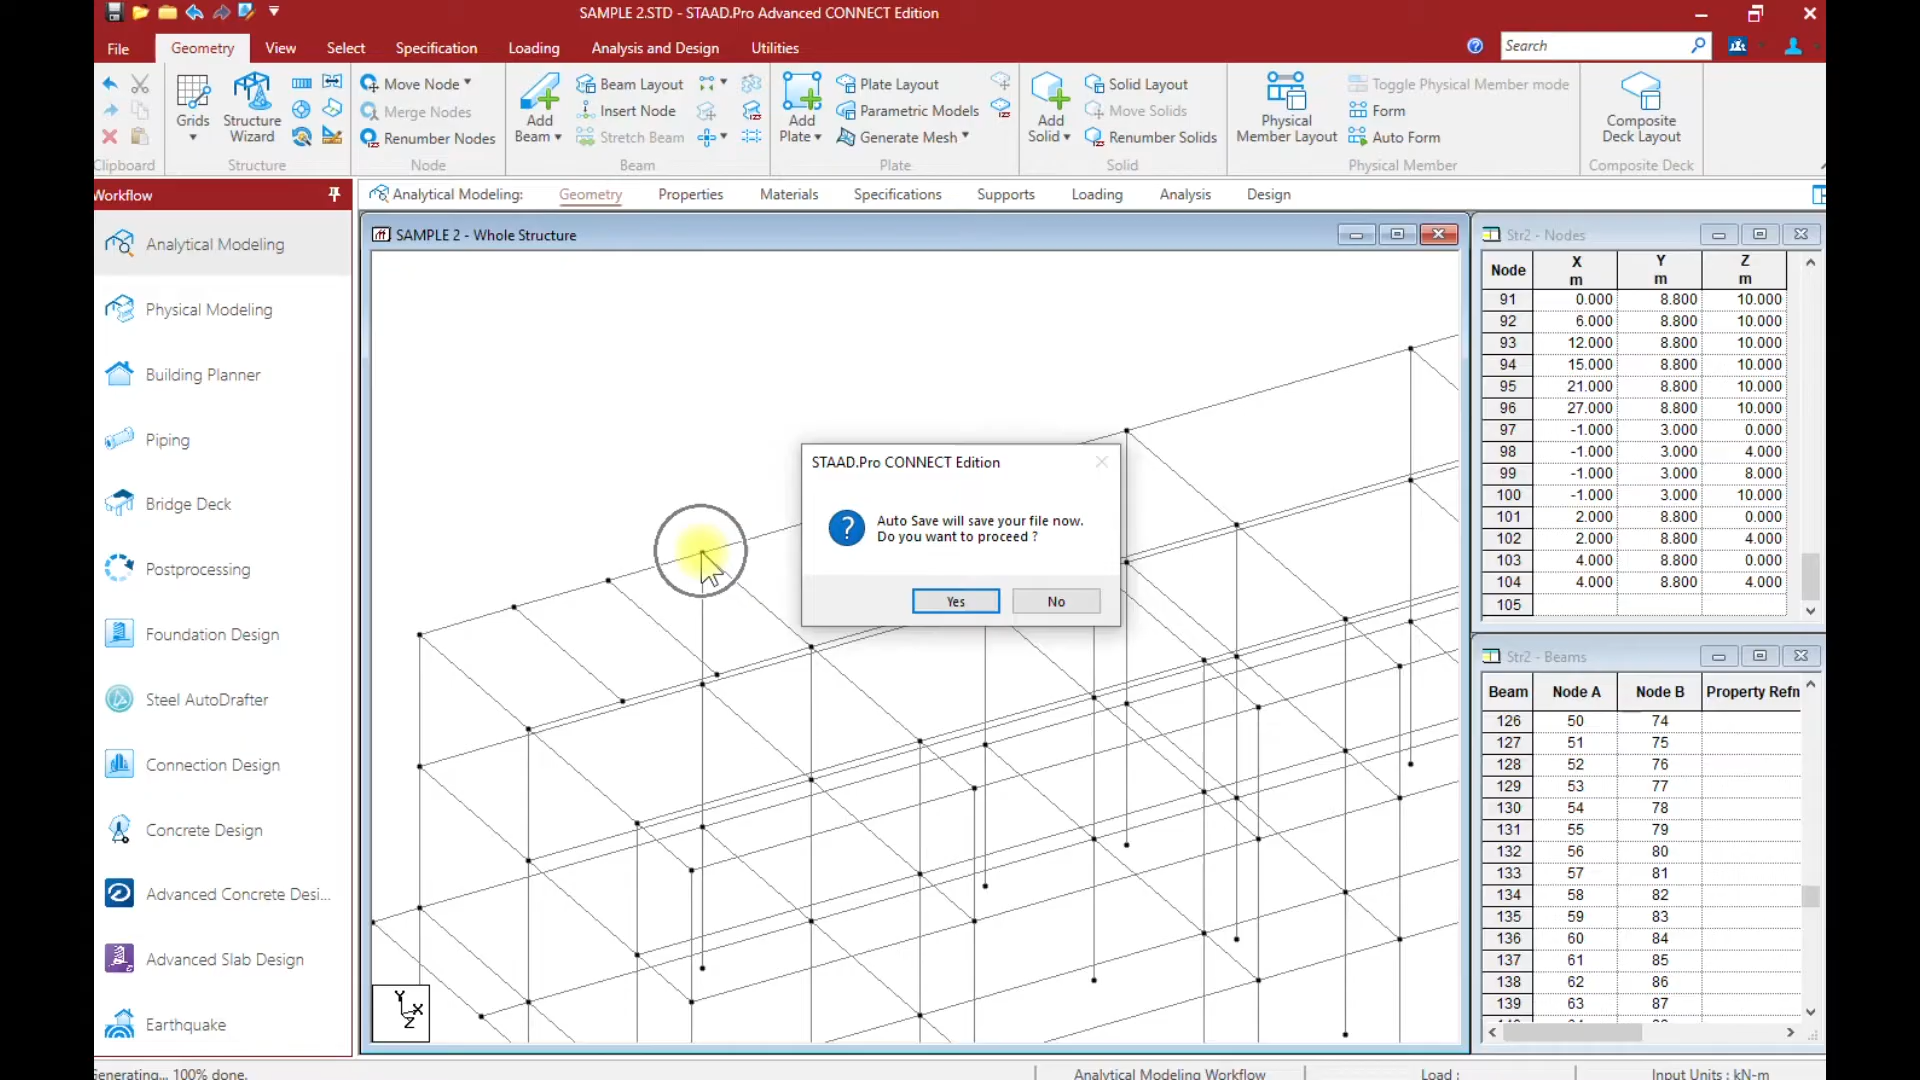 SAMPLE 2.STD - STAAD.Pro Advanced CONNECT Edition
File Geometry View Select Specification Loading Analysis and Design Utilities
Search
Move Node
Merge Nodes
Renumber Nodes
Grids
Structure Wizard
Add Beam
Beam Layout
Insert Node
Stretch Beam
Add Plate
Plate Layout
Parametric Models
Generate Mesh
Add Solid
Solid Layout
Move Solids
Renumber Solids
Physical Member Layout
Toggle Physical Member mode
Form
Auto Form
Composite Deck Layout
Clipboard Structure Node Beam Plate Solid Physical Member Composite Deck
Workflow
Analytical Modeling: Geometry Properties Materials Specifications Supports Loading Analysis Design
Analytical Modeling
Physical Modeling
Building Planner
Piping
Bridge Deck
Postprocessing
Foundation Design
Steel AutoDrafter
Connection Design
Concrete Design
Advanced Concrete Desi...
Advanced Slab Design
Earthquake
SAMPLE 2 - Whole Structure
STAAD.Pro CONNECT Edition
Auto Save will save your file now.
Do you want to proceed ?
Yes No
Y
X
Z
Str2 - Nodes
Node X m Y m Z m
91 0.000 8.800 10.000
92 6.000 8.800 10.000
93 12.000 8.800 10.000
94 15.000 8.800 10.000
95 21.000 8.800 10.000
96 27.000 8.800 10.000
97 -1.000 3.000 0.000
98 -1.000 3.000 4.000
99 -1.000 3.000 8.000
100 -1.000 3.000 10.000
101 2.000 8.800 0.000
102 2.000 8.800 4.000
103 4.000 8.800 0.000
104 4.000 8.800 4.000
105
Str2 - Beams
Beam Node A Node B Property Refn
126 50 74
127 51 75
128 52 76
129 53 77
130 54 78
131 55 79
132 56 80
133 57 81
134 58 82
135 59 83
136 60 84
137 61 85
138 62 86
139 63 87
Generating... 100% done.
Analytical Modeling Workflow
Load :
Input Units : kN-m